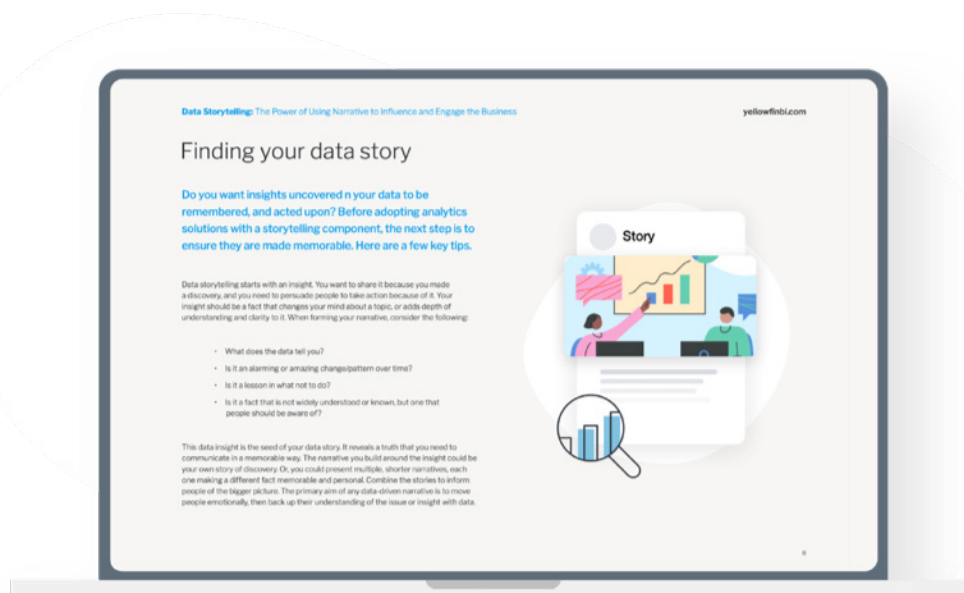 Data Storytelling: The Power of Using Narrative to Influence and Engage the Business
yellowfinbi.com
Finding your data story
Do you want insights uncovered n your data to be
remembered, and acted upon? Before adopting analytics
solutions with a storytelling component, the next step is to
ensure they are made memorable. Here are a few key tips.
Story
Data storytelling starts with an insight. You want to share it because you made
a discovery, and you need to persuade people to take action because of it. Your
insight should be a fact that changes your mind about a topic, or adds depth of
understanding and clarity to it. When forming your narrative, consider the following:
• What does the data tell you?
• Is it an alarming or amazing change/pattern over time?
• Is it a lesson in what not to do?
• Is it a fact that is not widely understood or known, but one that
people should be aware of?
This data insight is the seed of your data story. It reveals a truth that you need to
communicate in a memorable way. The narrative you build around the insight could be
your own story of discovery. Or, you could present multiple, shorter narratives, each
one making a different fact memorable and personal. Combine the stories to inform
people of the bigger picture. The primary aim of any data-driven narrative is to move
people emotionally, then back up their understanding of the issue or insight with data.